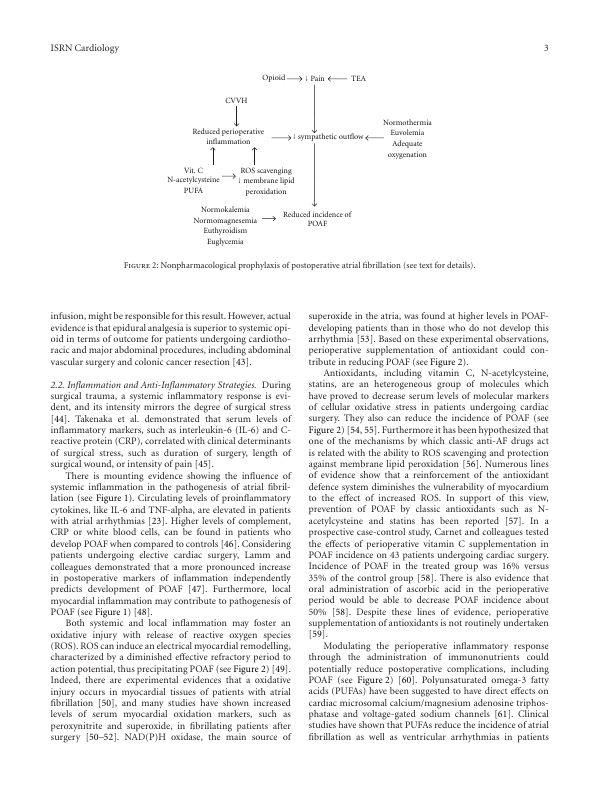 ISRN Cardiology 3
Opioid ↓ Pain TEA
CVVH
Reduced perioperative
inflammation
↓ sympathetic outflow
Normothermia
Euvolemia
Adequate
oxygenation
Vit. C
N-acetylcysteine
PUFA
ROS scavenging
↓ membrane lipid
peroxidation
Normokalemia
Normomagnesemia
Euthyroidism
Euglycemia
Reduced incidence of
POAF
Figure 2: Nonpharmacological prophylaxis of postoperative atrial fibrillation (see text for details).
infusion, might be responsible for this result. However, actual
evidence is that epidural analgesia is superior to systemic opi-
oid in terms of outcome for patients undergoing cardiotho-
racic and major abdominal procedures, including abdominal
vascular surgery and colonic cancer resection [43].
2.2. Inflammation and Anti-Inflammatory Strategies. During
surgical trauma, a systemic inflammatory response is evi-
dent, and its intensity mirrors the degree of surgical stress
[44]. Takenaka et al. demonstrated that serum levels of
inflammatory markers, such as interleukin-6 (IL-6) and C-
reactive protein (CRP), correlated with clinical determinants
of surgical stress, such as duration of surgery, length of
surgical wound, or intensity of pain [45].
There is mounting evidence showing the influence of
systemic inflammation in the pathogenesis of atrial fibril-
lation (see Figure 1). Circulating levels of proinflammatory
cytokines, like IL-6 and TNF-alpha, are elevated in patients
with atrial arrhythmias [23]. Higher levels of complement,
CRP or white blood cells, can be found in patients who
develop POAF when compared to controls [46]. Considering
patients undergoing elective cardiac surgery, Lamm and
colleagues demonstrated that a more pronounced increase
in postoperative markers of inflammation independently
predicts development of POAF [47]. Furthermore, local
myocardial inflammation may contribute to pathogenesis of
POAF (see Figure 1) [48].
Both systemic and local inflammation may foster an
oxidative injury with release of reactive oxygen species
(ROS). ROS can induce an electrical myocardial remodelling,
characterized by a diminished effective refractory period to
action potential, thus precipitating POAF (see Figure 2) [49].
Indeed, there are experimental evidences that a oxidative
injury occurs in myocardial tissues of patients with atrial
fibrillation [50], and many studies have shown increased
levels of serum myocardial oxidation markers, such as
peroxynitrite and superoxide, in fibrillating patients after
surgery [50–52]. NAD(P)H oxidase, the main source of
superoxide in the atria, was found at higher levels in POAF-
developing patients than in those who do not develop this
arrhythmia [53]. Based on these experimental observations,
perioperative supplementation of antioxidant could con-
tribute in reducing POAF (see Figure 2).
Antioxidants, including vitamin C, N-acetylcysteine,
statins, are an heterogeneous group of molecules which
have proved to decrease serum levels of molecular markers
of cellular oxidative stress in patients undergoing cardiac
surgery. They also can reduce the incidence of POAF (see
Figure 2) [54, 55]. Furthermore it has been hypothesized that
one of the mechanisms by which classic anti-AF drugs act
is related with the ability to ROS scavenging and protection
against membrane lipid peroxidation [56]. Numerous lines
of evidence show that a reinforcement of the antioxidant
defence system diminishes the vulnerability of myocardium
to the effect of increased ROS. In support of this view,
prevention of POAF by classic antioxidants such as N-
acetylcysteine and statins has been reported [57]. In a
prospective case-control study, Carnet and colleagues tested
the effects of perioperative vitamin C supplementation in
POAF incidence on 43 patients undergoing cardiac surgery.
Incidence of POAF in the treated group was 16% versus
35% of the control group [58]. There is also evidence that
oral administration of ascorbic acid in the perioperative
period would be able to decrease POAF incidence about
50% [58]. Despite these lines of evidence, perioperative
supplementation of antioxidants is not routinely undertaken
[59].
Modulating the perioperative inflammatory response
through the administration of immunonutrients could
potentially reduce postoperative complications, including
POAF (see Figure 2) [60]. Polyunsaturated omega-3 fatty
acids (PUFAs) have been suggested to have direct effects on
cardiac microsomal calcium/magnesium adenosine triphos-
phatase and voltage-gated sodium channels [61]. Clinical
studies have shown that PUFAs reduce the incidence of atrial
fibrillation as well as ventricular arrhythmias in patients